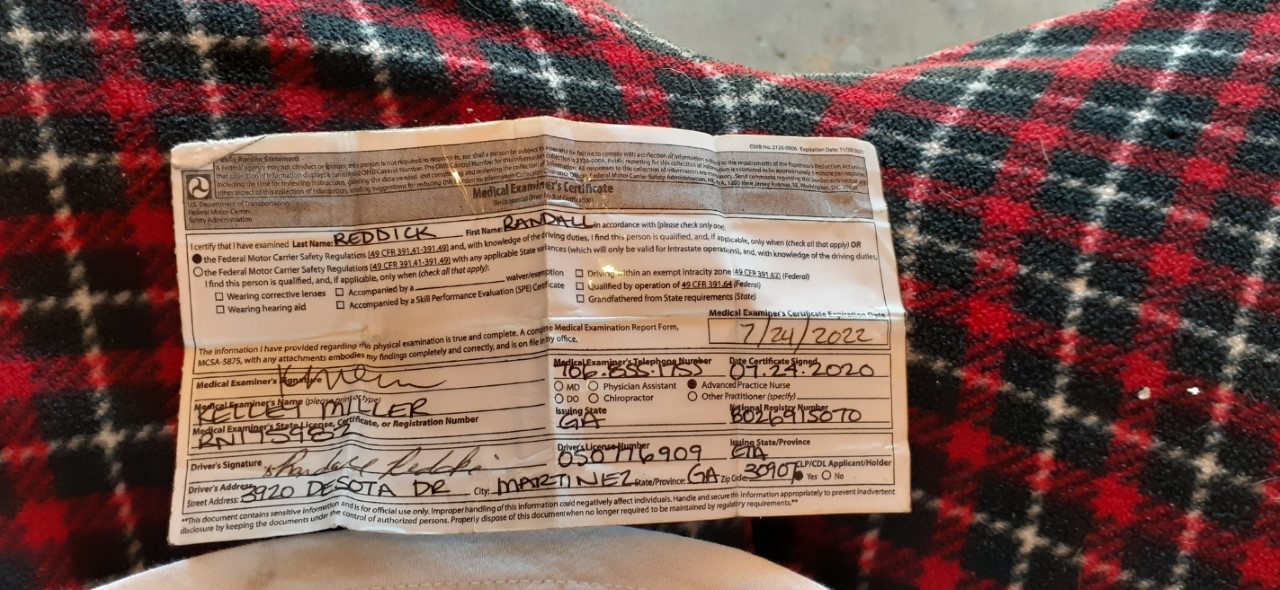 OMB No. 2126-0006 Expiration Date: 11/30/2021
U.S. Department of Transportation
Federal Motor Carrier
Safety Administration
Medical Examiner's Certificate
I certify that I have examined Last Name: REDDICK First Name: RANDALL in accordance with (please check only one)
the Federal Motor Carrier Safety Regulations (49 CFR 391.41-391.49) and, with knowledge of the driving duties, I find this person is qualified, and, if applicable, only when (check all that apply) OR
the Federal Motor Carrier Safety Regulations (49 CFR 391.41-391.49) with any applicable State variances (which will only be valid for intrastate operations), and, with knowledge of the driving duties,
I find this person is qualified, and, if applicable, only when (check all that apply):
Wearing corrective lenses Accompanied by a waiver/exemption Driving within an exempt intracity zone (49 CFR 391.62) (Federal)
Wearing hearing aid Accompanied by a Skill Performance Evaluation (SPE) Certificate Qualified by operation of 49 CFR 391.64 (Federal)
Grandfathered from State requirements (State)
Medical Examiner's Certificate Expiration Date
7/24/2022
The information I have provided regarding this physical examination is true and complete. A complete Medical Examination Report Form,
MCSA-5875, with any attachments embodies my findings completely and correctly, and is on file in my office.
Medical Examiner's Signature
Medical Examiner's Telephone Number Date Certificate Signed
706.855.1755 07.24.2020
MD Physician Assistant Advanced Practice Nurse
DO Chiropractor Other Practitioner (specify)
Medical Examiner's Name (please print or type)
KELLEY MILLER
Medical Examiner's State License, Certificate, or Registration Number
Issuing State National Registry Number
GA
Driver's Signature Randall Reddick
Driver's License Number Issuing State/Province
050776909
Driver's Address
Street Address: 3920 DESOTA DR City: MARTINEZ State/Province: GA Zip Code: 30907
CLP/CDL Applicant/Holder
Yes No
**This document contains sensitive information and is for official use only. Improper handling of this information could negatively affect individuals. Handle and secure this information appropriately to prevent inadvertent
disclosure by keeping the documents under the control of authorized persons. Properly dispose of this document when no longer required to be maintained by regulatory requirements.**